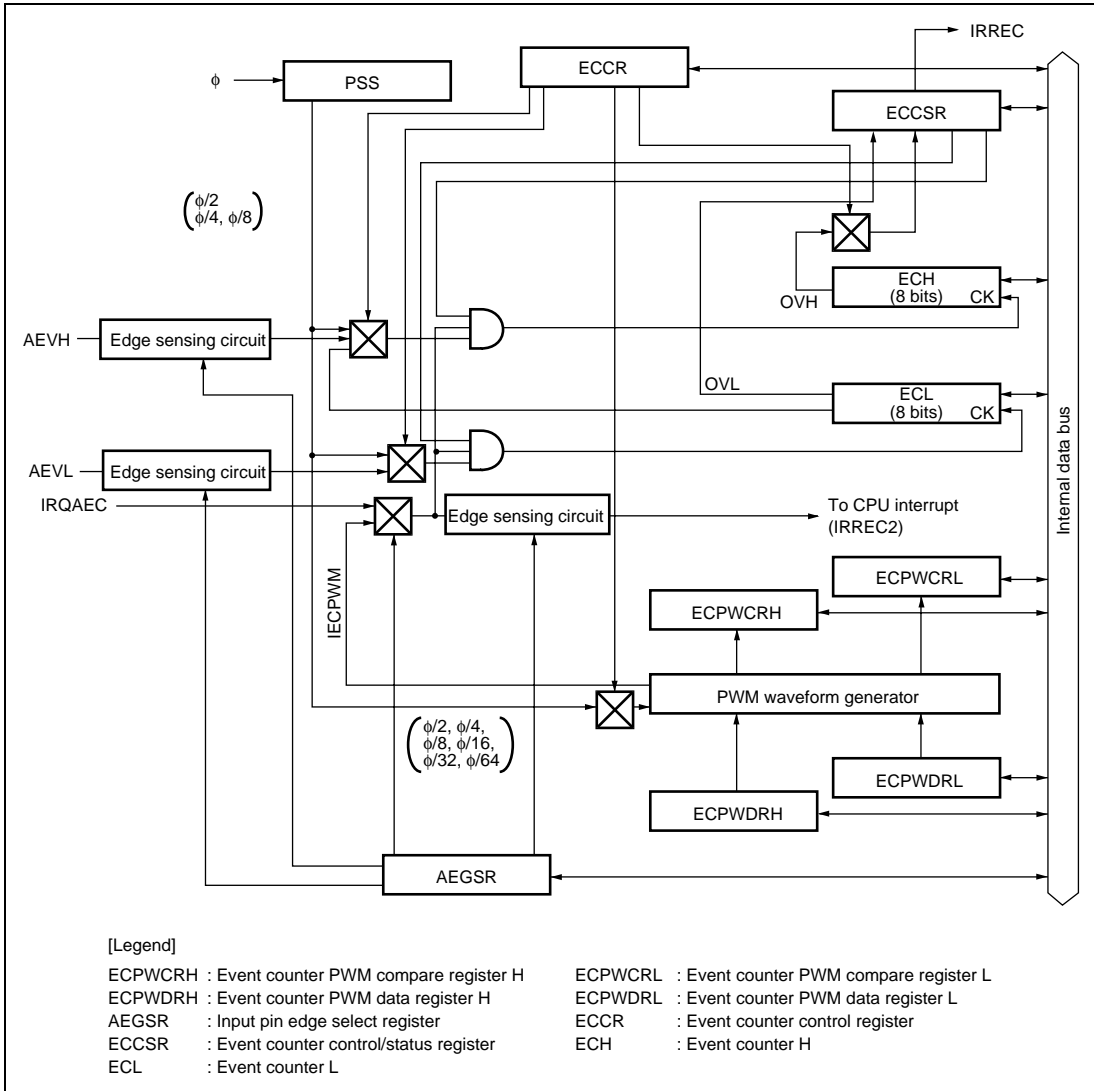 IRREC
ECCR
φ
PSS
ECCSR
φ/2
φ/4, φ/8
ECH
(8 bits)
CK
OVH
AEVH
Edge sensing circuit
OVL
ECL
(8 bits)
CK
Internal data bus
AEVL
Edge sensing circuit
IRQAEC
Edge sensing circuit
To CPU interrupt
(IRREC2)
IECPWM
ECPWCRL
ECPWCRH
PWM waveform generator
φ/2, φ/4,
φ/8, φ/16,
φ/32, φ/64
ECPWDRL
ECPWDRH
AEGSR
[Legend]
ECPWCRH : Event counter PWM compare register H
ECPWCRL : Event counter PWM compare register L
ECPWDRH : Event counter PWM data register H
ECPWDRL : Event counter PWM data register L
AEGSR : Input pin edge select register
ECCR : Event counter control register
ECCSR : Event counter control/status register
ECH : Event counter H
ECL : Event counter L